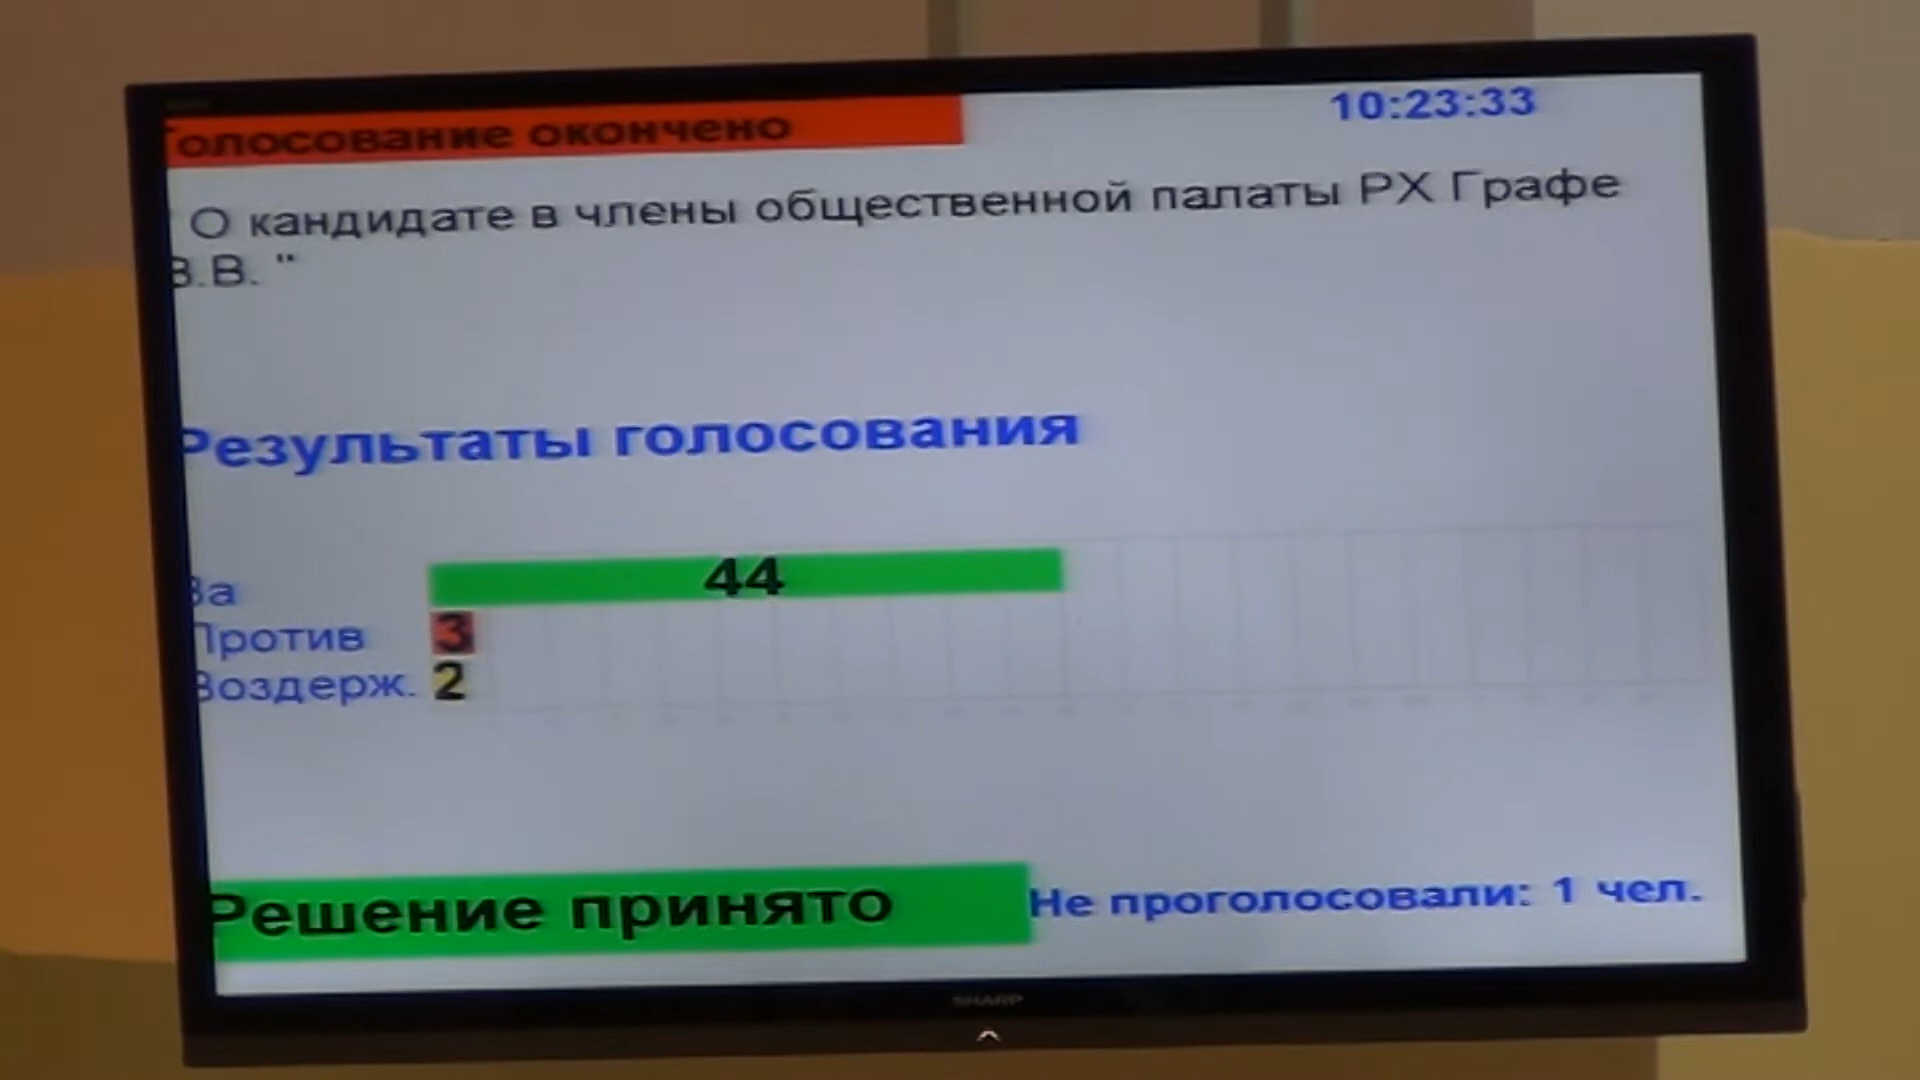 Голосование окончено
10:23:33
О кандидате в члены общественной палаты РХ Графе
В.В. "
Результаты голосования
За 44
Против 3
Воздерж. 2
Решение принято
Не проголосовали: 1 чел.
SHARP